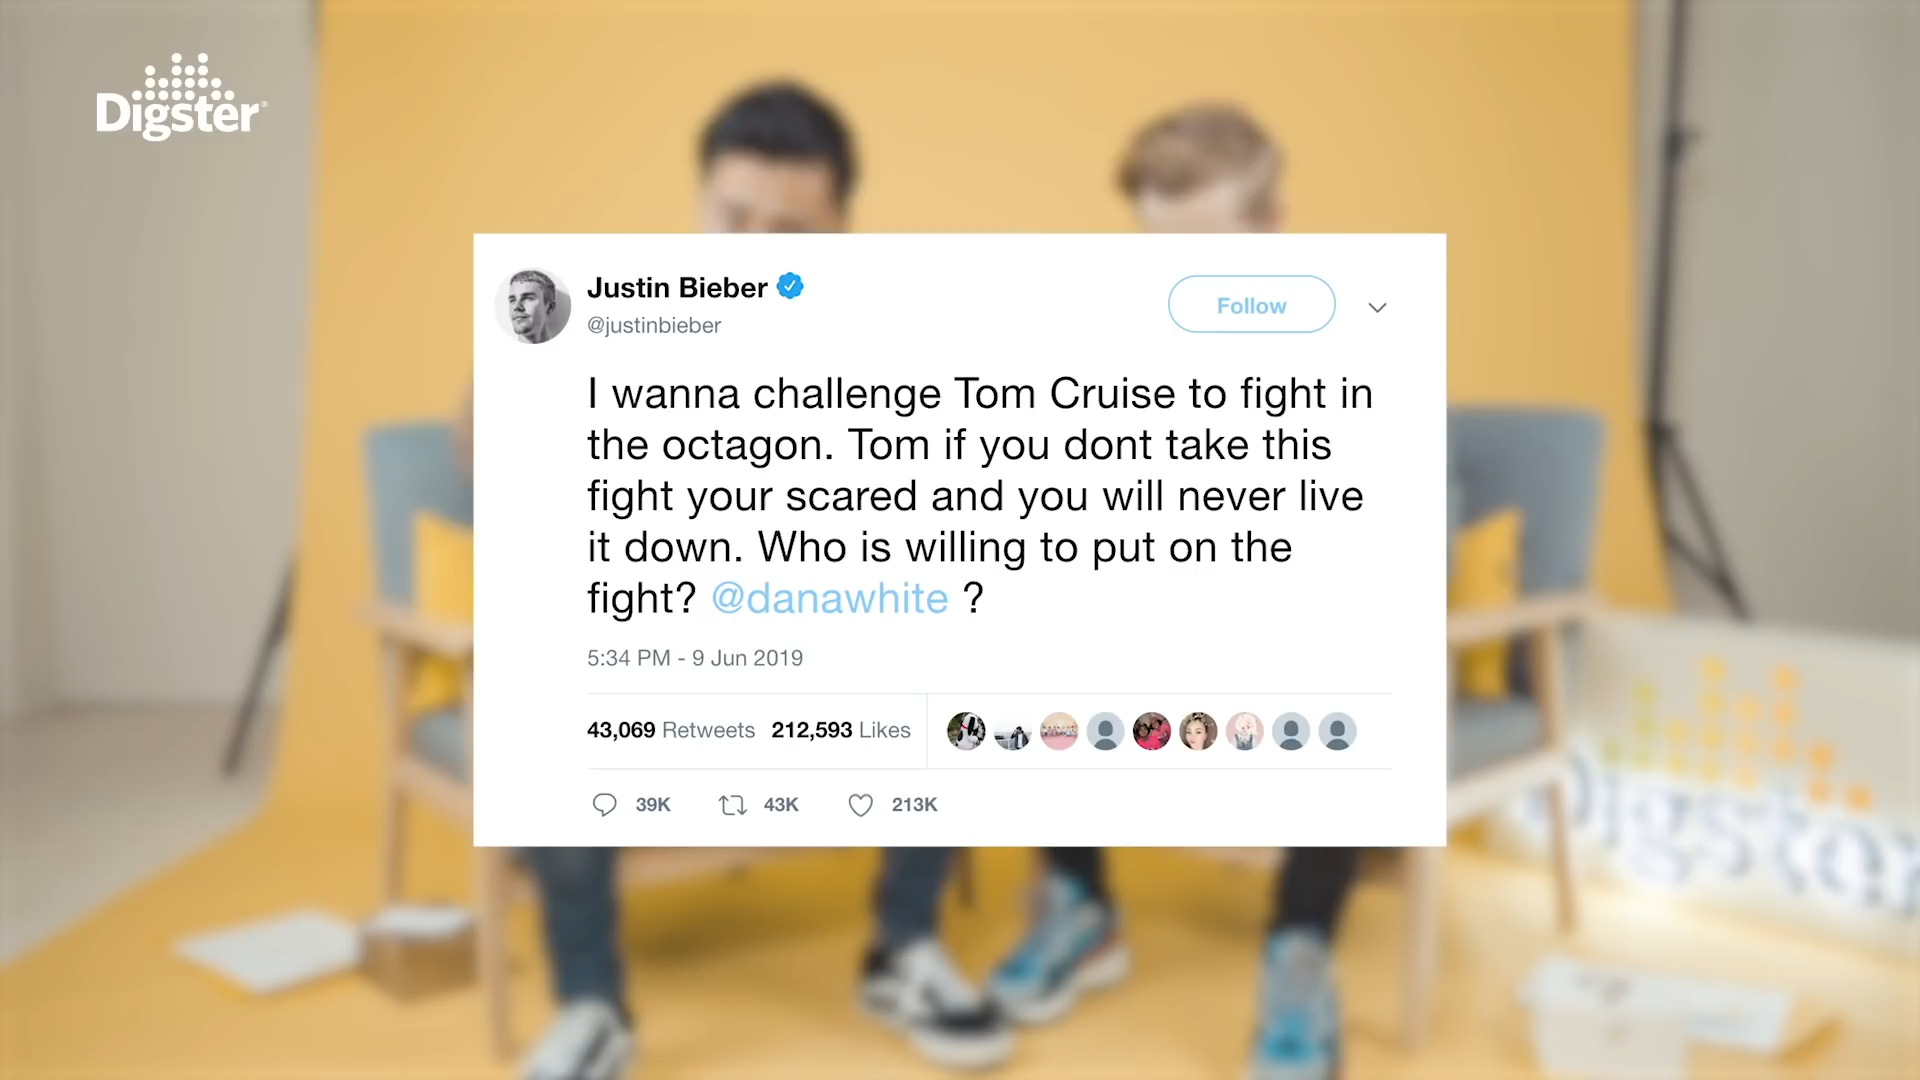 Digster
Justin Bieber
@justinbieber
Follow
I wanna challenge Tom Cruise to fight in
the octagon. Tom if you dont take this
fight your scared and you will never live
it down. Who is willing to put on the
fight? @danawhite ?
5:34 PM - 9 Jun 2019
43,069 Retweets 212,593 Likes
39K 43K 213K
Digster